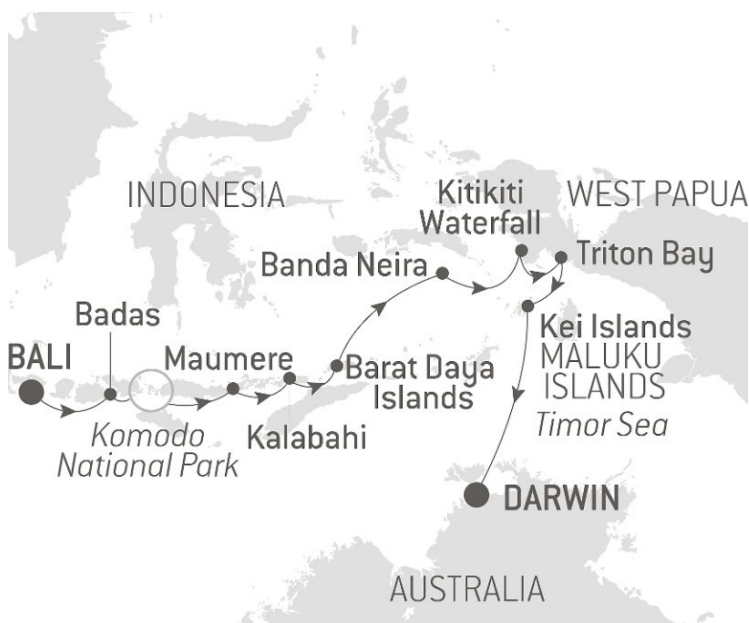 INDONESIA
Kitikiti
Waterfall
WEST PAPUA
Triton Bay
Banda Neira
Badas
BALI
Maumere
Kei Islands
MALUKU
ISLANDS
Barat Daya
Islands
Timor Sea
Komodo
National Park
Kalabahi
DARWIN
AUSTRALIA